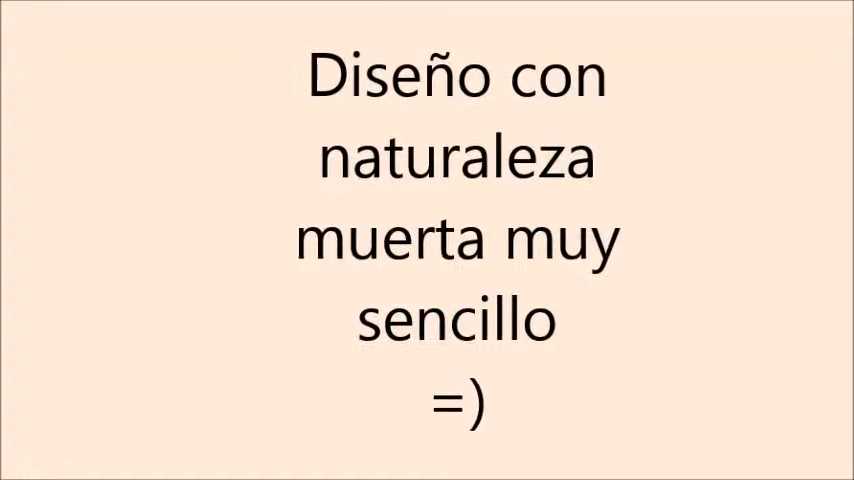 Diseño con
naturaleza
muerta muy
sencillo
=)